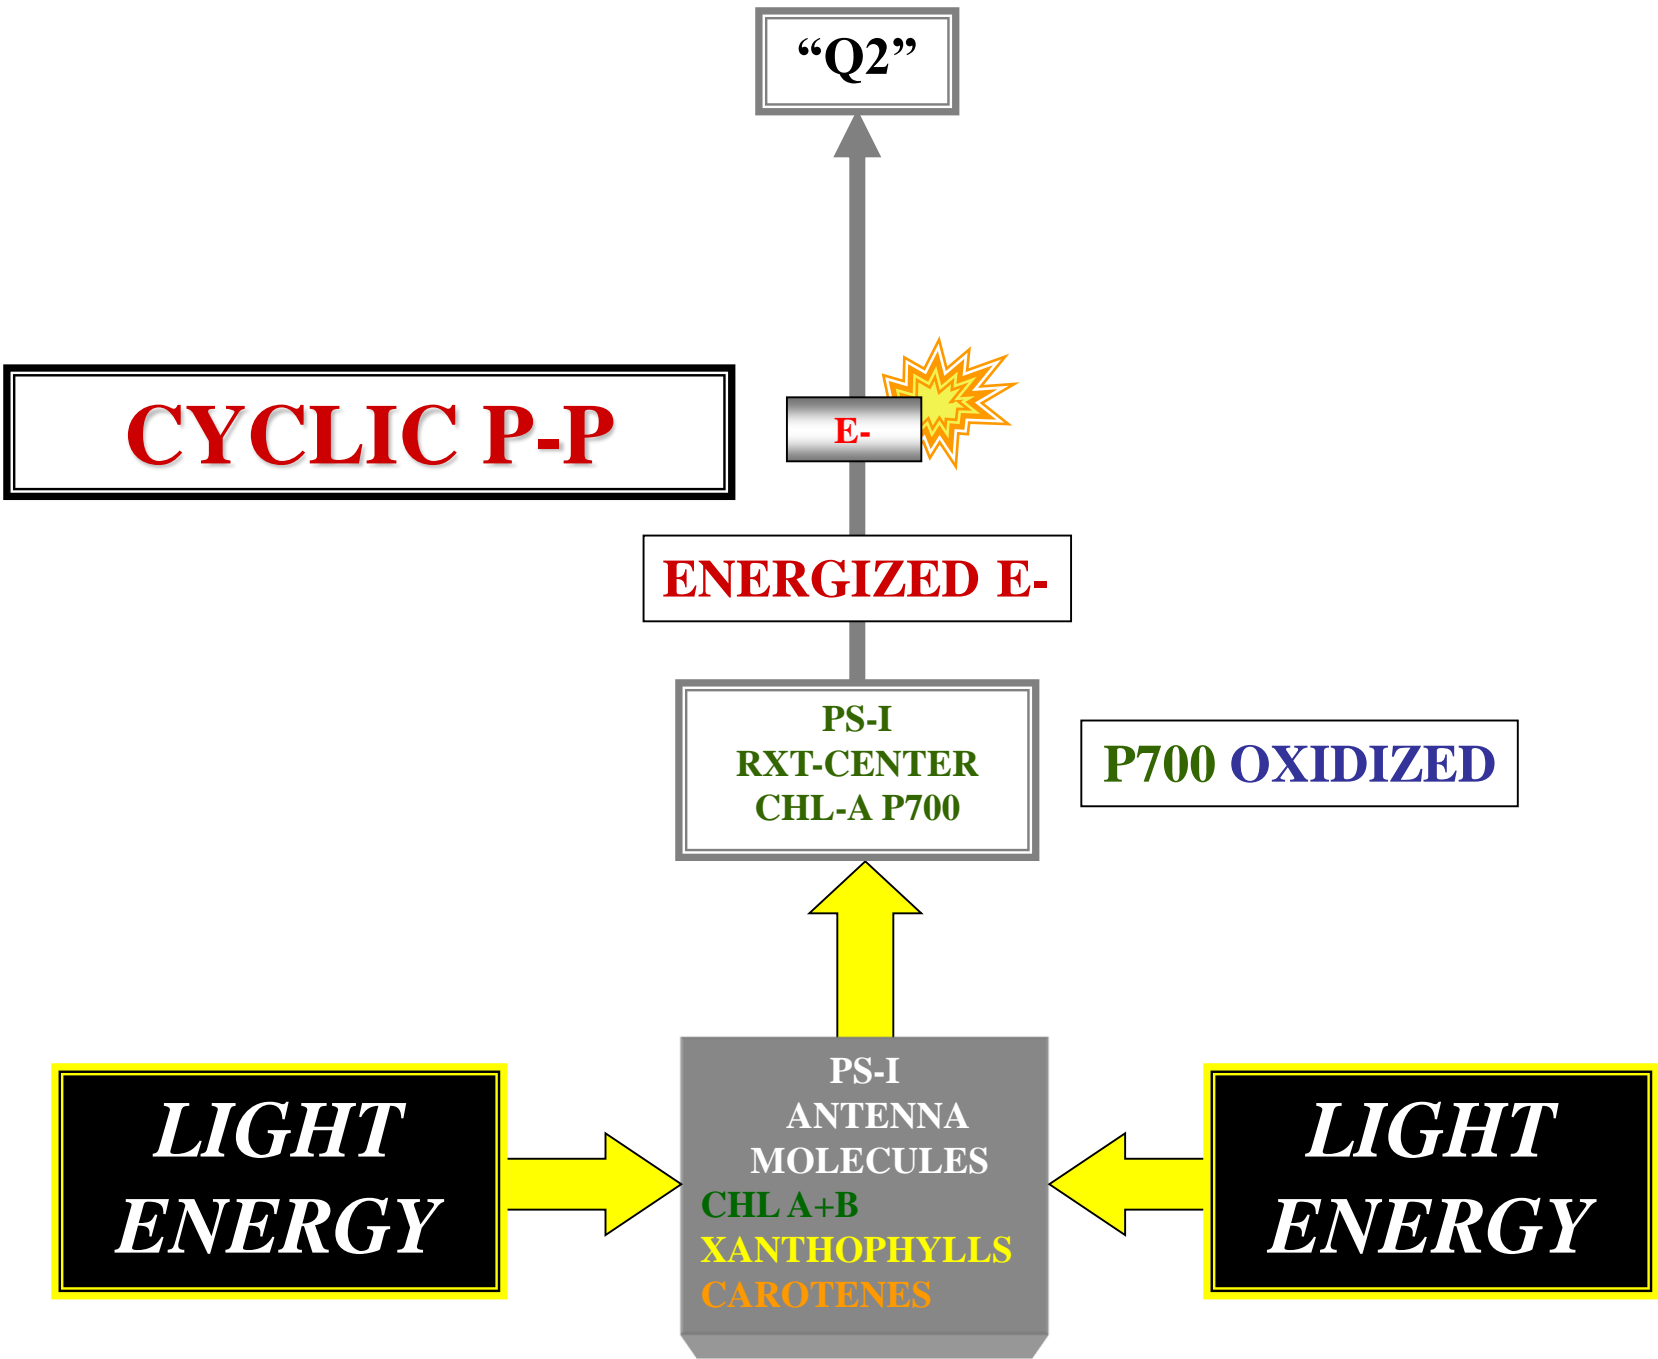 “Q2”
CYCLIC P-P
E-
ENERGIZED E-
PS-I
RXT-CENTER
CHL-A P700
P700 OXIDIZED
LIGHT
ENERGY
PS-I
ANTENNA
MOLECULES
CHL A+B
XANTHOPHYLLS
CAROTENES
LIGHT
ENERGY